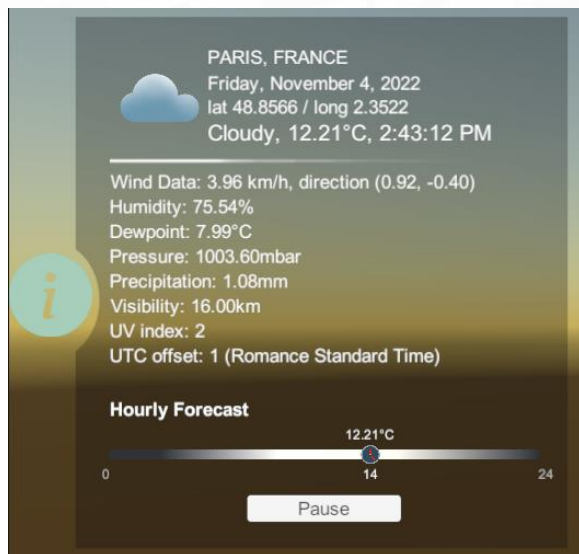 PARIS, FRANCE
Friday, November 4, 2022
lat 48.8566 / long 2.3522
Cloudy, 12.21°C, 2:43:12 PM
Wind Data: 3.96 km/h, direction (0.92, -0.40)
Humidity: 75.54%
Dewpoint: 7.99°C
Pressure: 1003.60mbar
Precipitation: 1.08mm
i
Visibility: 16.00km
UV index: 2
UTC offset: 1 (Romance Standard Time)
Hourly Forecast
12.21°C
0 14 24
Pause